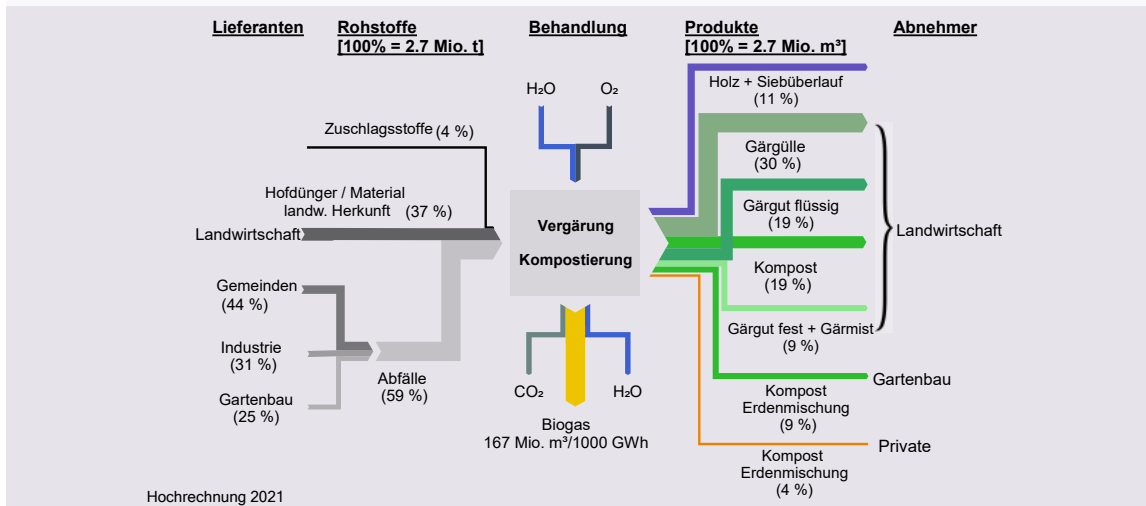 Lieferanten
Rohstoffe
[100% = 2.7 Mio. t]
Behandlung
Produkte
[100% = 2.7 Mio. m³]
Abnehmer
H₂O
O₂
Holz + Siebüberlauf
(11 %)
Zuschlagsstoffe (4 %)
Gärgülle
(30 %)
Hofdünger / Material
landw. Herkunft (37 %)
Landwirtschaft
Vergärung
Kompostierung
Gärgut flüssig
(19 %)
Landwirtschaft
Kompost
(19 %)
Gemeinden
(44 %)
Industrie
(31 %)
Gartenbau
(25 %)
Abfälle
(59 %)
CO₂
H₂O
Biogas
167 Mio. m³/1000 GWh
Gärgut fest + Gärmist
(9 %)
Gartenbau
Kompost
Erdenmischung
(9 %)
Private
Kompost
Erdenmischung
(4 %)
Hochrechnung 2021